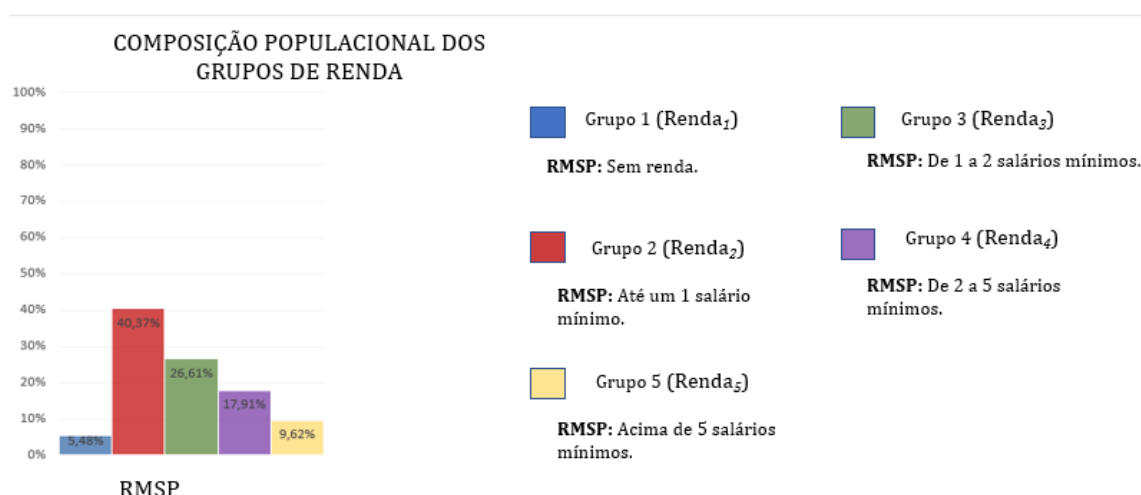 COMPOSIÇÃO POPULACIONAL DOS
GRUPOS DE RENDA
100%
90%
80%
70%
60%
50%
40%
30%
20%
10%
0%
5,48%
40,37%
26,61%
17,91%
9,62%
RMSP
Grupo 1 (Renda₁)
RMSP: Sem renda.
Grupo 2 (Renda₂)
RMSP: Até um 1 salário
mínimo.
Grupo 5 (Renda₅)
RMSP: Acima de 5 salários
mínimos.
Grupo 3 (Renda₃)
RMSP: De 1 a 2 salários mínimos.
Grupo 4 (Renda₄)
RMSP: De 2 a 5 salários
mínimos.